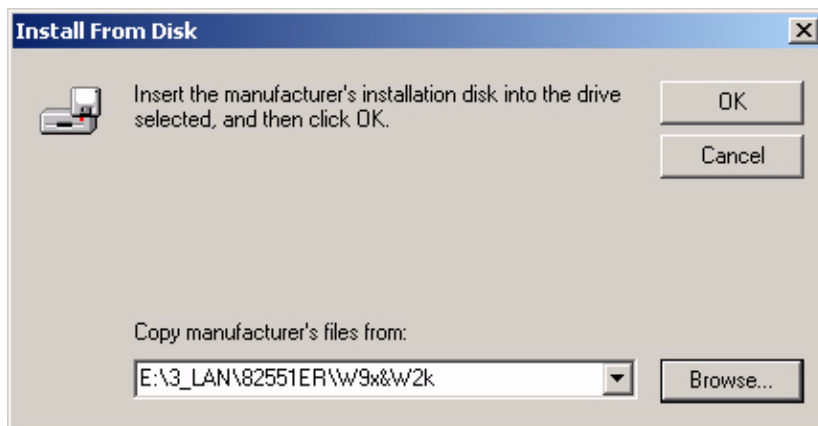 Install From Disk
Insert the manufacturer's installation disk into the drive
selected, and then click OK.
OK
Cancel
Copy manufacturer's files from:
E:\3_LAN\82551ER\W9x&W2k
Browse...